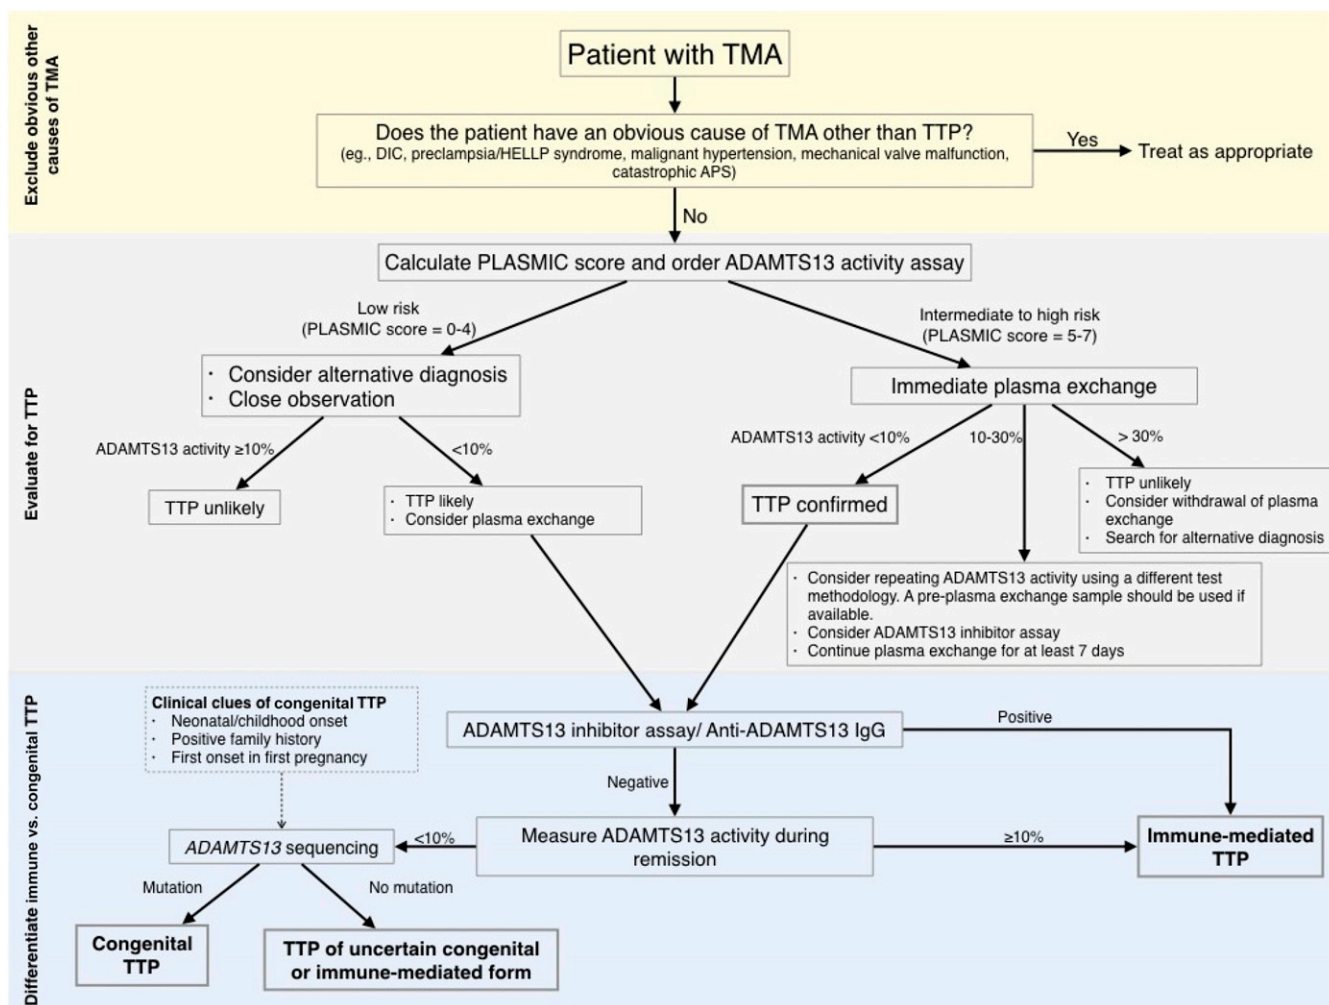 Exclude obvious other
causes of TMA
Patient with TMA
Does the patient have an obvious cause of TMA other than TTP?
(eg., DIC, preclampsia/HELLP syndrome, malignant hypertension, mechanical valve malfunction,
catastrophic APS)
Yes
Treat as appropriate
No
Evaluate for TTP
Calculate PLASMIC score and order ADAMTS13 activity assay
Low risk
(PLASMIC score = 0-4)
Intermediate to high risk
(PLASMIC score = 5-7)
· Consider alternative diagnosis
· Close observation
Immediate plasma exchange
ADAMTS13 activity ≥10%
<10%
ADAMTS13 activity <10%
10-30%
> 30%
TTP unlikely
· TTP likely
· Consider plasma exchange
TTP confirmed
· TTP unlikely
· Consider withdrawal of plasma
exchange
· Search for alternative diagnosis
· Consider repeating ADAMTS13 activity using a different test
methodology. A pre-plasma exchange sample should be used if
available.
· Consider ADAMTS13 inhibitor assay
· Continue plasma exchange for at least 7 days
Differentiate immune vs. congenital TTP
Clinical clues of congenital TTP
· Neonatal/childhood onset
· Positive family history
· First onset in first pregnancy
ADAMTS13 inhibitor assay/ Anti-ADAMTS13 IgG
Positive
Negative
ADAMTS13 sequencing
<10%
Measure ADAMTS13 activity during
remission
≥10%
Immune-mediated
TTP
Mutation
No mutation
Congenital
TTP
TTP of uncertain congenital
or immune-mediated form